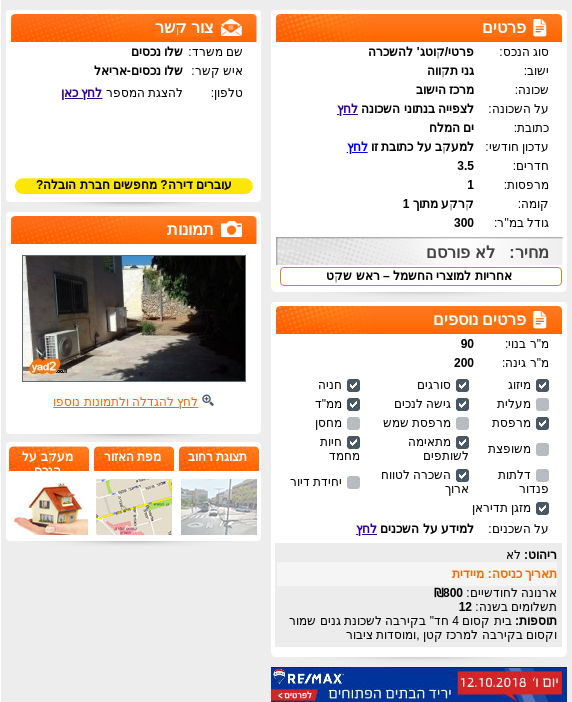 פרטים
סוג הנכס: פרטי/קוטג' להשכרה
ישוב: גני תקווה
שכונה: מרכז הישוב
על השכונה: לצפייה בנתוני השכונה לחץ
כתובת: ים המלח
עדכון חודשי: למעקב על כתובת זו לחץ
חדרים: 3.5
מרפסות: 1
קומה: קרקע מתוך 1
גודל במ"ר: 300
מחיר: לא פורסם
אחריות למוצרי החשמל – ראש שקט
פרטים נוספים
מ"ר בנוי: 90
מ"ר גינה: 200
מיזוג סורגים חניה
מעלית גישה לנכים ממ"ד
מרפסת מרפסת שמש מחסן
משופצת מתאימה לשותפים חיות מחמד
דלתות פנדור השכרה לטווח ארוך יחידת דיור
מזגן תדיראן
על השכנים: למידע על השכנים לחץ
ריהוט: לא
תאריך כניסה: מיידית
ארנונה לחודשיים: 800₪
תשלומים בשנה: 12
תוספות: בית קסום 4 חד" בקירבה לשכונת גנים שמור
וקסום בקירבה למרכז קטן ,ומוסדות ציבור
RE/MAX
יום ו' 12.10.2018
יריד הבתים הפתוחים
לפרטים >
צור קשר
שם משרד: שלו נכסים
איש קשר: שלו נכסים-אריאל
טלפון: להצגת המספר לחץ כאן
עוברים דירה? מחפשים חברת הובלה?
תמונות
yad2
לחץ להגדלה ולתמונות נוספו
תצוגת רחוב
מפת האזור
מעקב על
הנכס